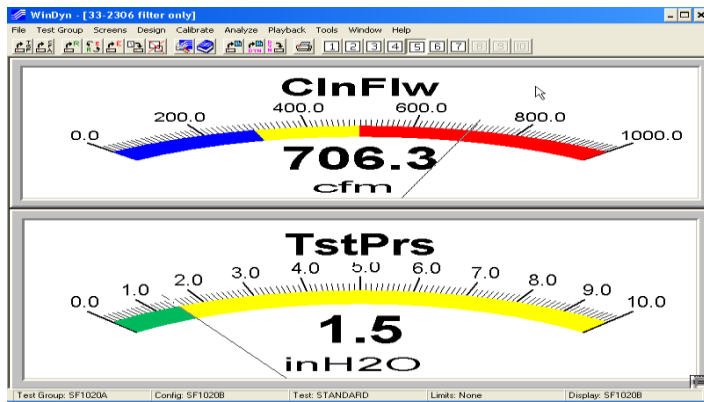 WinDyn - [33-2306 filter only]
File Test Group Screens Design Calibrate Analyze Playback Tools Window Help
1 2 3 4 5 6 7 8 9 10
ClnFlw
0.0 200.0 400.0 600.0 800.0 1000.0
706.3
cfm
TstPrs
0.0 1.0 2.0 3.0 4.0 5.0 6.0 7.0 8.0 9.0 10.0
1.5
inH2O
Test Group: SF1020A Config: SF1020B Test: STANDARD Limits: None Display: SF1020B